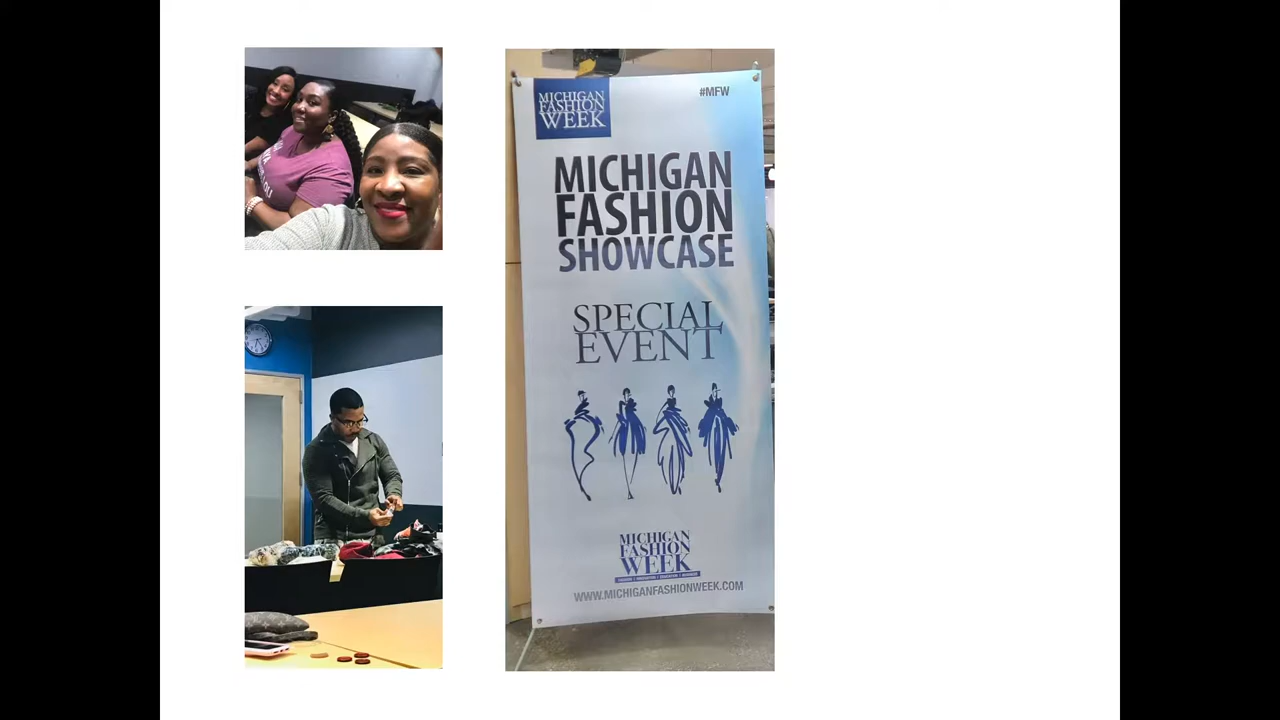 MICHIGAN
FASHION
WEEK
#MFW
MICHIGAN
FASHION
SHOWCASE
SPECIAL
EVENT
MICHIGAN
FASHION
WEEK
WWW.MICHIGANFASHIONWEEK.COM